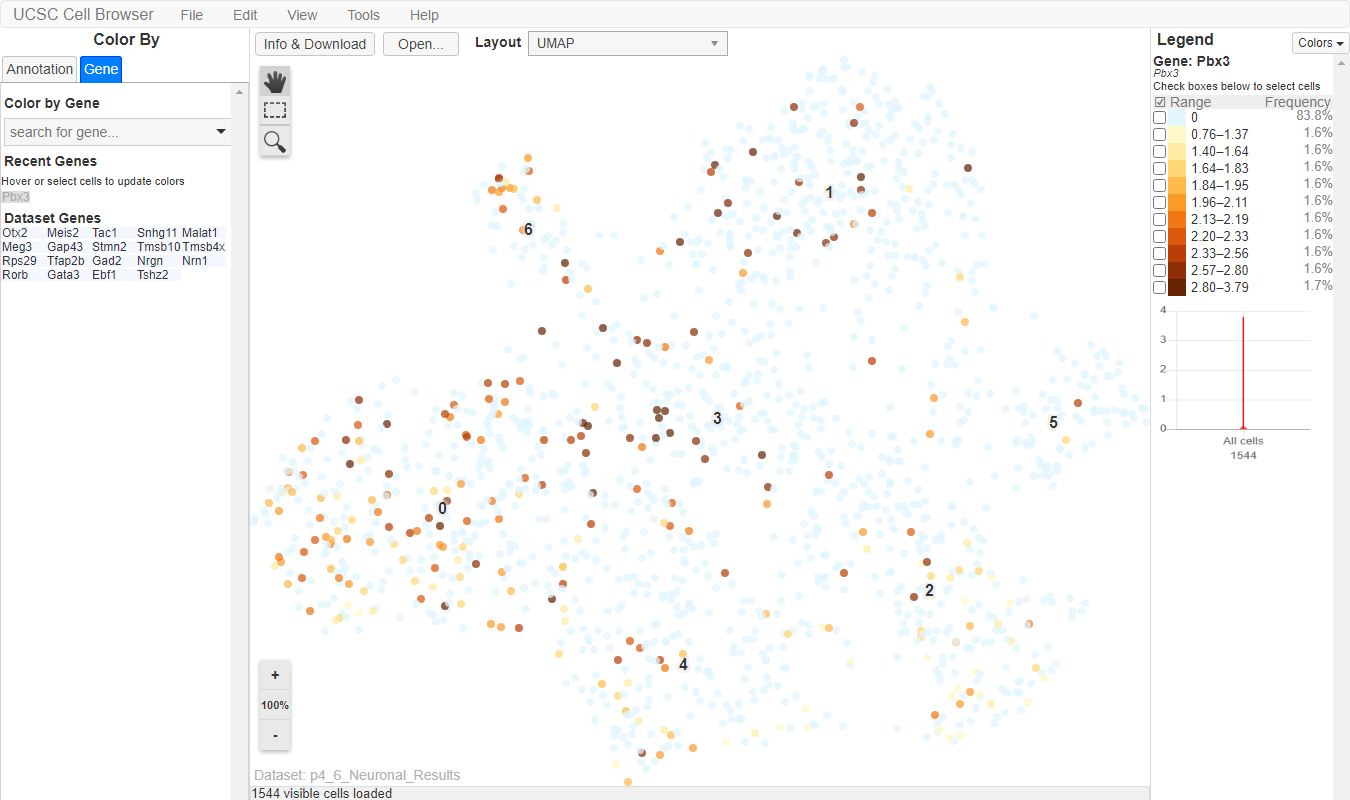 UCSC Cell Browser File Edit View Tools Help
Color By
Annotation Gene
Color by Gene
search for gene...
Recent Genes
Hover or select cells to update colors
Pbx3
Dataset Genes
Otx2 Meis2 Tac1 Snhg11 Malat1
Meg3 Gap43 Stmn2 Tmsb10 Tmsb4x
Rps29 Tfap2b Gad2 Nrgn Nrn1
Rorb Gata3 Ebf1 Tshz2
Info & Download Open... Layout UMAP
1
6
3
5
0
2
4
+
100%
-
Dataset: p4_6_Neuronal_Results
1544 visible cells loaded
Legend Colors
Gene: Pbx3
Pbx3
Check boxes below to select cells
Range Frequency
0 83.8%
0.76–1.37 1.6%
1.40–1.64 1.6%
1.64–1.83 1.6%
1.84–1.95 1.6%
1.96–2.11 1.6%
2.13–2.19 1.6%
2.20–2.33 1.6%
2.33–2.56 1.6%
2.57–2.80 1.6%
2.80–3.79 1.7%
4
3
2
1
0
All cells
1544